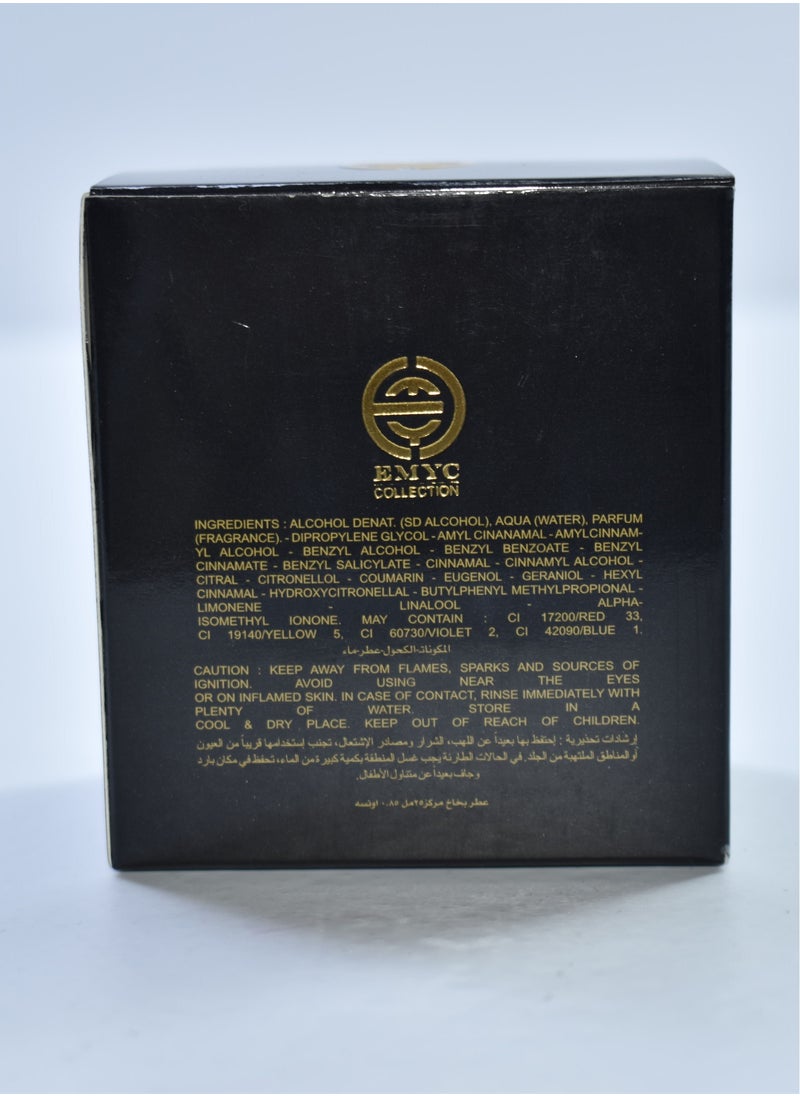 EMYC
COLLECTION
INGREDIENTS : ALCOHOL DENAT. (SD ALCOHOL), AQUA (WATER), PARFUM
(FRAGRANCE). - DIPROPYLENE GLYCOL - AMYL CINANAMAL - AMYLCINNAM-
YL ALCOHOL - BENZYL ALCOHOL - BENZYL BENZOATE - BENZYL
CINNAMATE - BENZYL SALICYLATE - CINNAMAL - CINNAMYL ALCOHOL -
CITRAL - CITRONELLOL - COUMARIN - EUGENOL - GERANIOL - HEXYL
CINNAMAL - HYDROXYCITRONELLAL - BUTYLPHENYL METHYLPROPIONAL -
LIMONENE - LINALOOL - ALPHA-
ISOMETHYL IONONE. MAY CONTAIN : CI 17200/RED 33,
CI 19140/YELLOW 5, CI 60730/VIOLET 2, CI 42090/BLUE 1.
المكونات-الكحول-عطر-ماء
CAUTION : KEEP AWAY FROM FLAMES, SPARKS AND SOURCES OF
IGNITION. AVOID USING NEAR THE EYES
OR ON INFLAMED SKIN. IN CASE OF CONTACT, RINSE IMMEDIATELY WITH
PLENTY OF WATER. STORE IN A
COOL & DRY PLACE. KEEP OUT OF REACH OF CHILDREN.
إرشادات تحذيرية : إحتفظ بها بعيداً عن اللهب، الشرار ومصادر الإشتعال، تجنب إستخدامها قريباً من العيون
أو المناطق الملتهبة من الجلد. في الحالات الطارئة يجب غسل المنطقة بكمية كبيرة من الماء، تحفظ في مكان بارد
وجاف بعيداً عن متناول الأطفال.
عطر بخاخ مركز ٢٥مل ٠.٨٥ اونسه